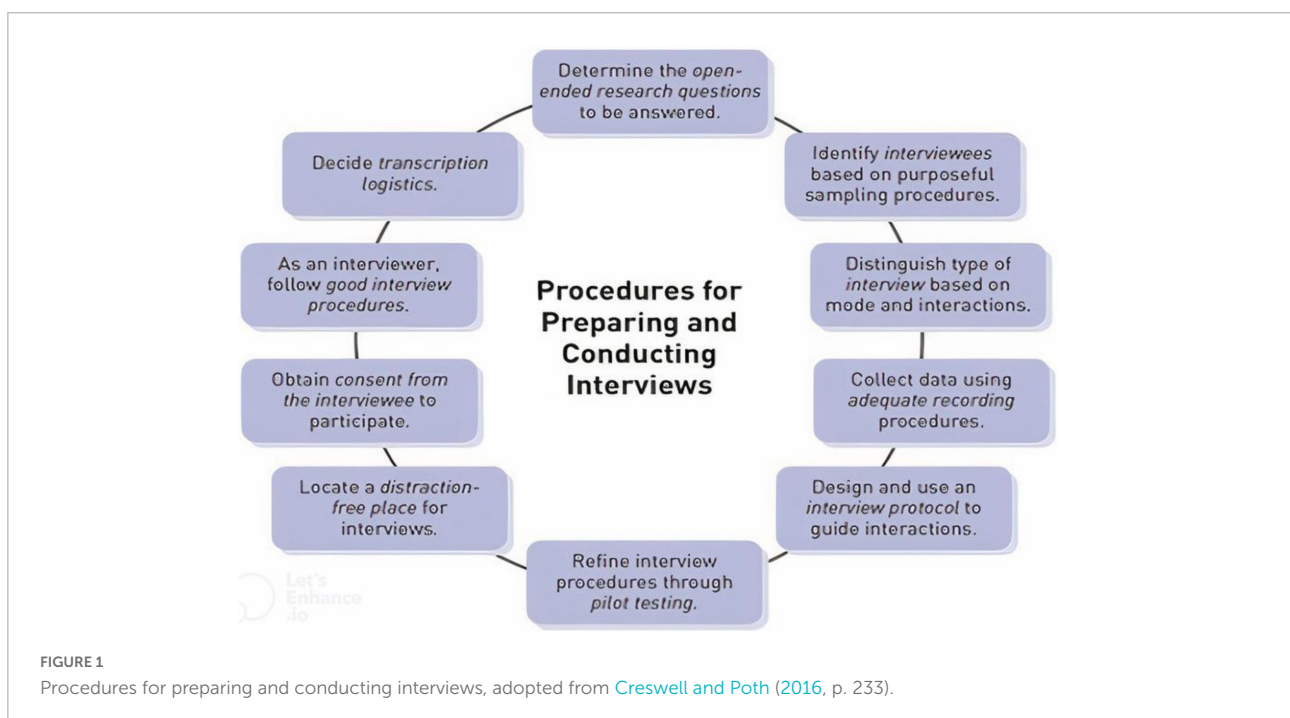 Determine the open-
ended research questions
to be answered.
Identify interviewees
based on purposeful
sampling procedures.
Distinguish type of
interview based on
mode and interactions.
Collect data using
adequate recording
procedures.
Design and use an
interview protocol to
guide interactions.
Refine interview
procedures through
pilot testing.
Locate a distraction-
free place for
interviews.
Obtain consent from
the interviewee to
participate.
As an interviewer,
follow good interview
procedures.
Decide transcription
logistics.
Procedures for
Preparing and
Conducting
Interviews
Let's
Enhance
.io
FIGURE 1
Procedures for preparing and conducting interviews, adopted from Creswell and Poth (2016, p. 233).